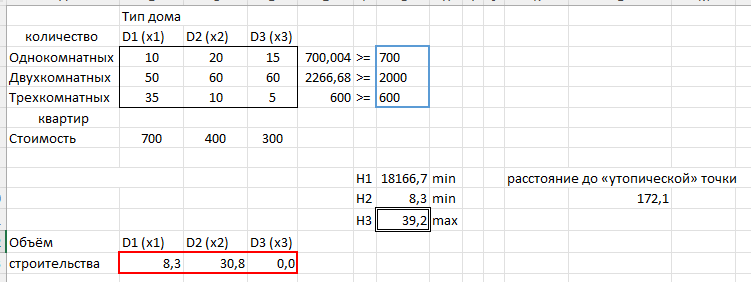 Тип дома
количество D1 (x1) D2 (x2) D3 (x3)
Однокомнатных 10 20 15 700,004 >= 700
Двухкомнатных 50 60 60 2266,68 >= 2000
Трехкомнатных 35 10 5 600 >= 600
квартир
Стоимость 700 400 300
H1 18166,7 min расстояние до «утопической» точки
H2 8,3 min 172,1
H3 39,2 max
Объём D1 (x1) D2 (x2) D3 (x3)
строительства 8,3 30,8 0,0